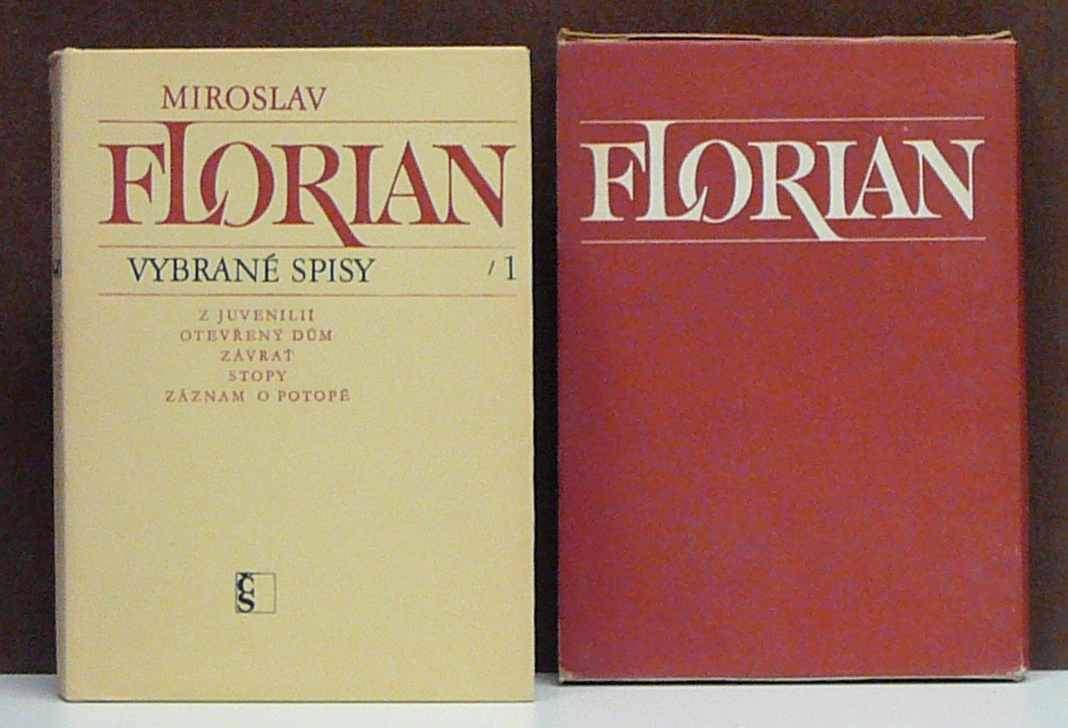 MIROSLAV
FLORIAN
VYBRANÉ SPISY / 1
Z JUVENILIÍ
OTEVŘENÝ DŮM
ZÁVRAŤ
STOPY
ZÁZNAM O POTOPĚ
ČS
FLORIAN